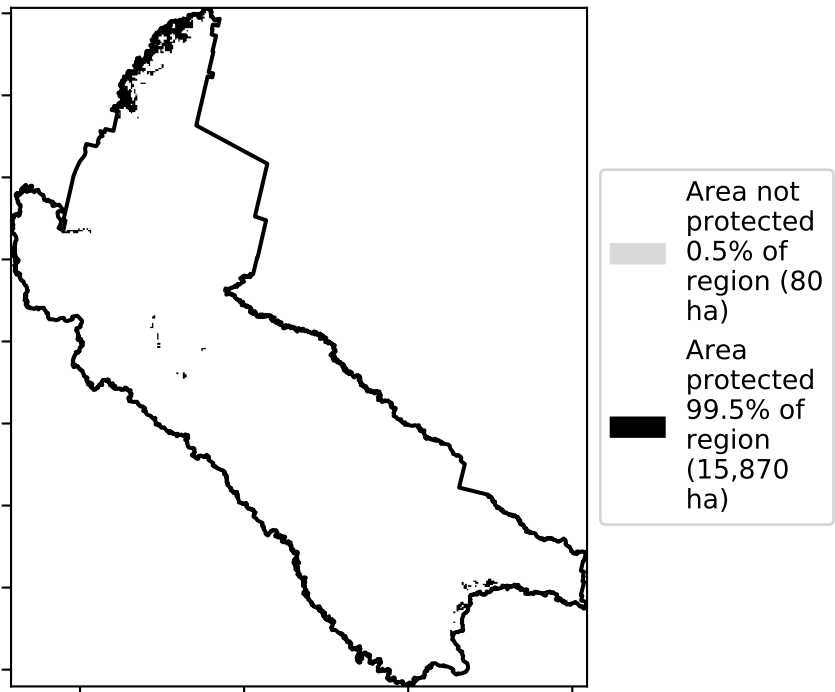 Area not
protected
0.5% of
region (80
ha)
Area
protected
99.5% of
region
(15,870
ha)